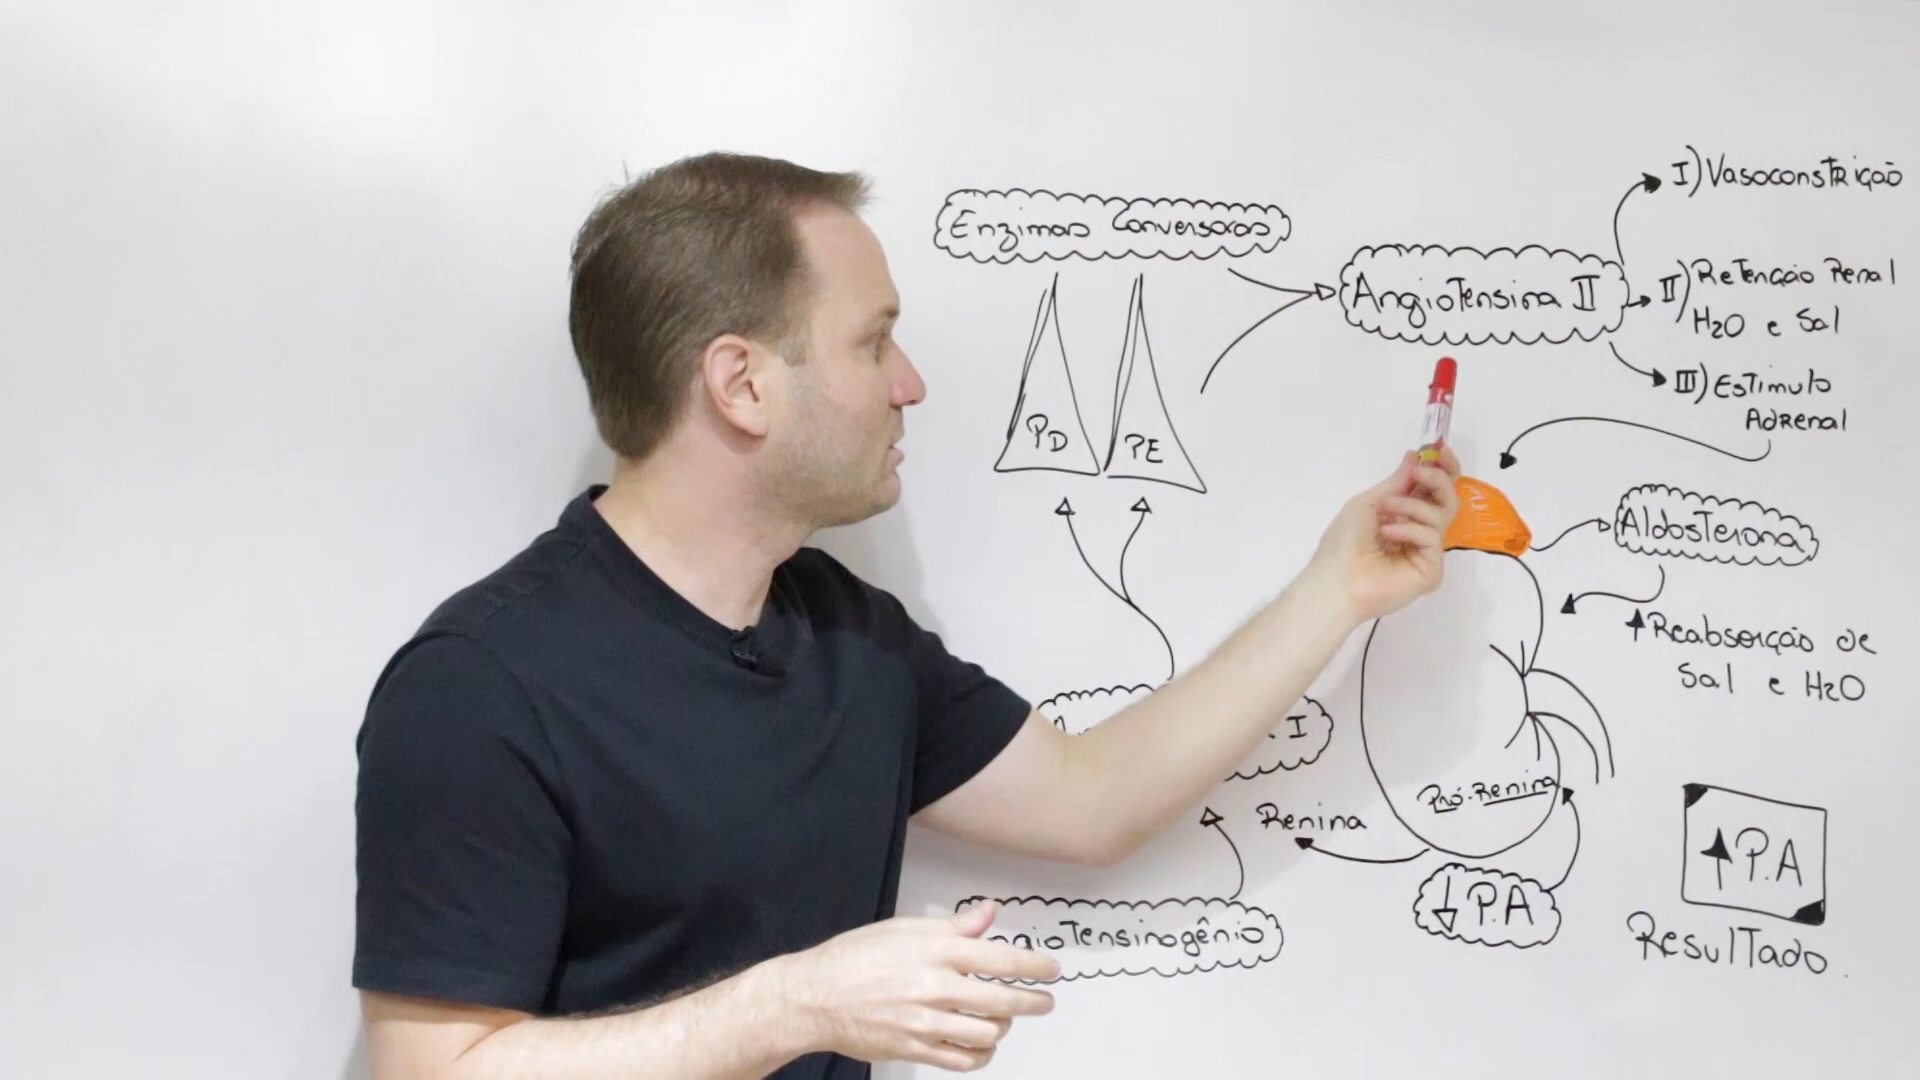 Enzimas Conversoras
PD
PE
Angiotensina II
I) Vasoconstrição
II) Retenção Renal
H2O e Sal
III) Estimulo
Adrenal
Aldosterona
↑ Reabsorção de
Sal e H2O
I
Renina
Pró-Renina
↓ P.A
↑ P.A
Resultado